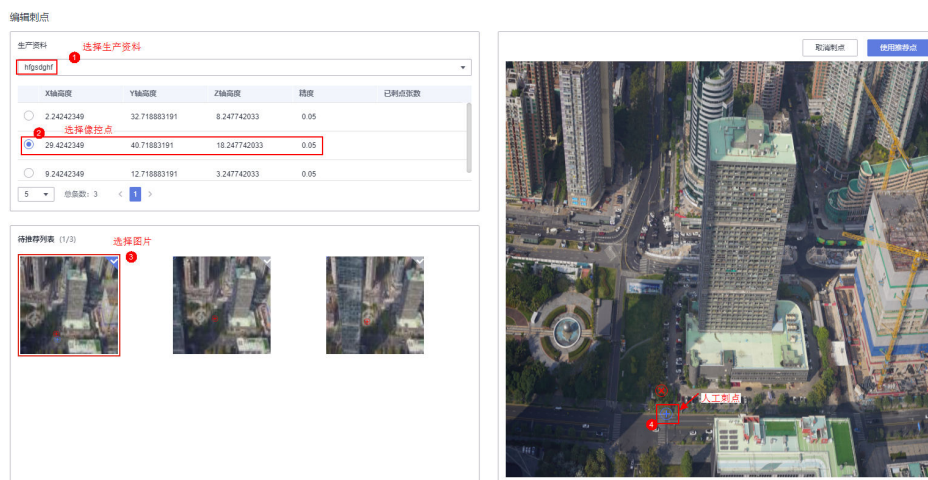 编辑刺点
生产资料
选择生产资料
1
hfgsdghf
X轴高度 Y轴高度 Z轴高度 精度 已刺点张数
2.24242349 32.718883191 8.247742033 0.05
2 选择像控点
29.4242349 40.71883191 18.247742033 0.05
9.24242349 12.718883191 3.247742033 0.05
5 总条数: 3 < 1 >
待推荐列表 (1/3)
选择图片
3
取消刺点 使用推荐点
人工刺点
4